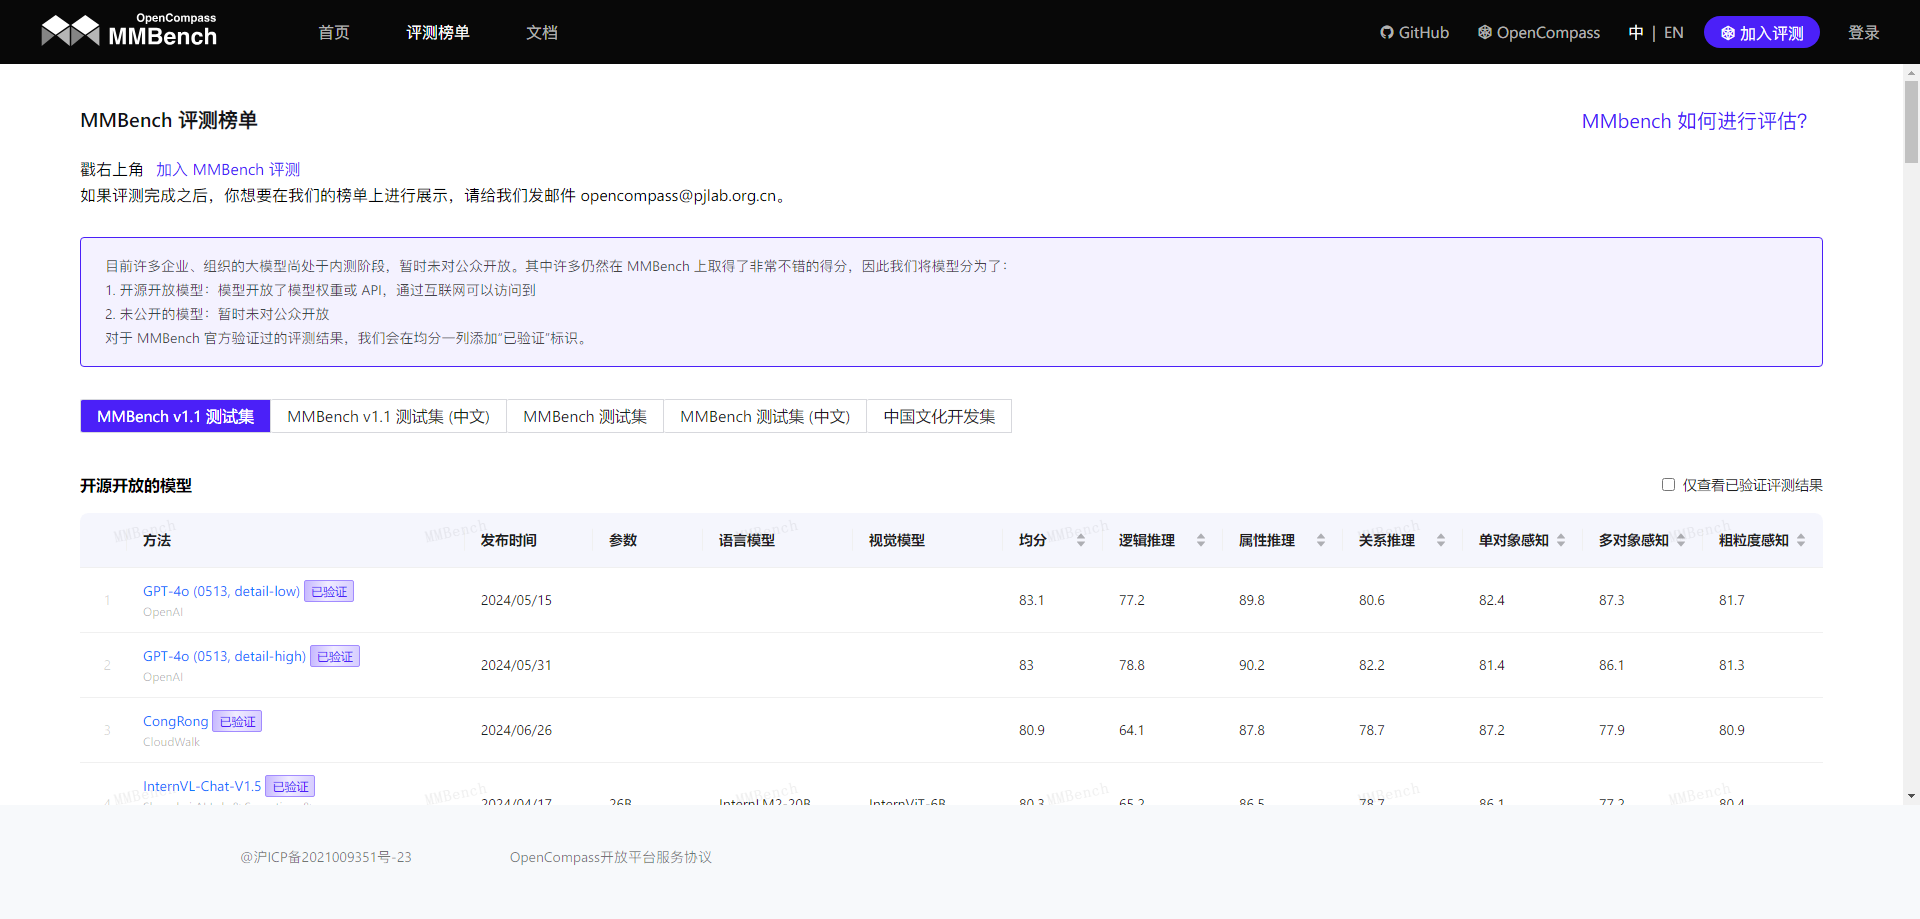 OpenCompass
MMBench
首页
评测榜单
文档
GitHub
OpenCompass
中 | EN
加入评测
登录
MMBench 评测榜单
MMbench 如何进行评估?
戳右上角 加入 MMBench 评测
如果评测完成之后，你想要在我们的榜单上进行展示，请给我们发邮件 opencompass@pjlab.org.cn。
目前许多企业、组织的大模型尚处于内测阶段，暂时未对公众开放。其中许多仍然在 MMBench 上取得了非常不错的得分，因此我们将模型分为了：
1. 开源开放模型：模型开放了模型权重或 API，通过互联网可以访问到
2. 未公开的模型：暂时未对公众开放
对于 MMBench 官方验证过的评测结果，我们会在均分一列添加“已验证”标识。
MMBench v1.1 测试集
MMBench v1.1 测试集 (中文)
MMBench 测试集
MMBench 测试集 (中文)
中国文化开发集
开源开放的模型
仅查看已验证评测结果
方法 发布时间 参数 语言模型 视觉模型 均分 逻辑推理 属性推理 关系推理 单对象感知 多对象感知 粗粒度感知
1 GPT-4o (0513, detail-low) 已验证 2024/05/15 83.1 77.2 89.8 80.6 82.4 87.3 81.7
OpenAI
2 GPT-4o (0513, detail-high) 已验证 2024/05/31 83 78.8 90.2 82.2 81.4 86.1 81.3
OpenAI
3 CongRong 已验证 2024/06/26 80.9 64.1 87.8 78.7 87.2 77.9 80.9
CloudWalk
InternVL-Chat-V1.5 已验证
4 2024/04/17 26B InternLM2-20B InternViT-6B 80.3 65.2 86.5 78.7 86.1 77.2 80.4
@沪ICP备2021009351号-23
OpenCompass开放平台服务协议